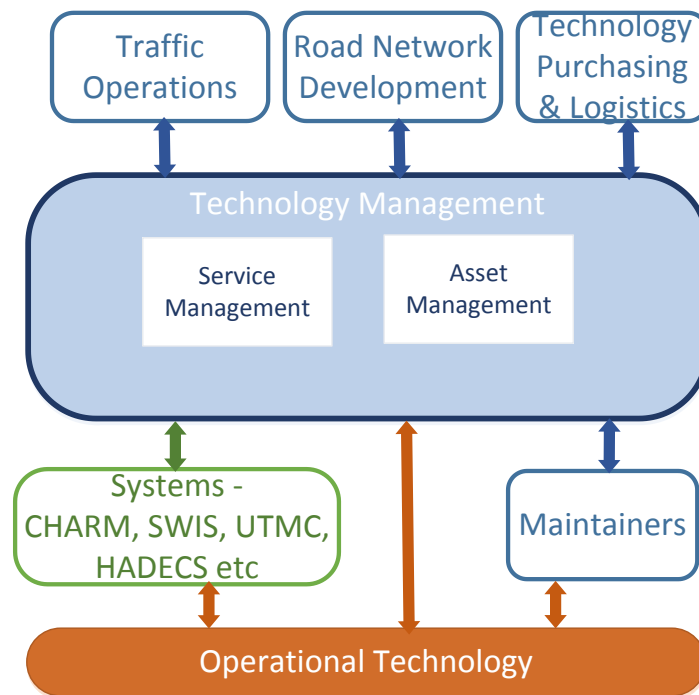 Traffic
Operations
Road Network
Development
Technology
Purchasing
& Logistics
Technology Management
Service
Management
Asset
Management
Systems -
CHARM, SWIS, UTMC,
HADECS etc
Maintainers
Operational Technology